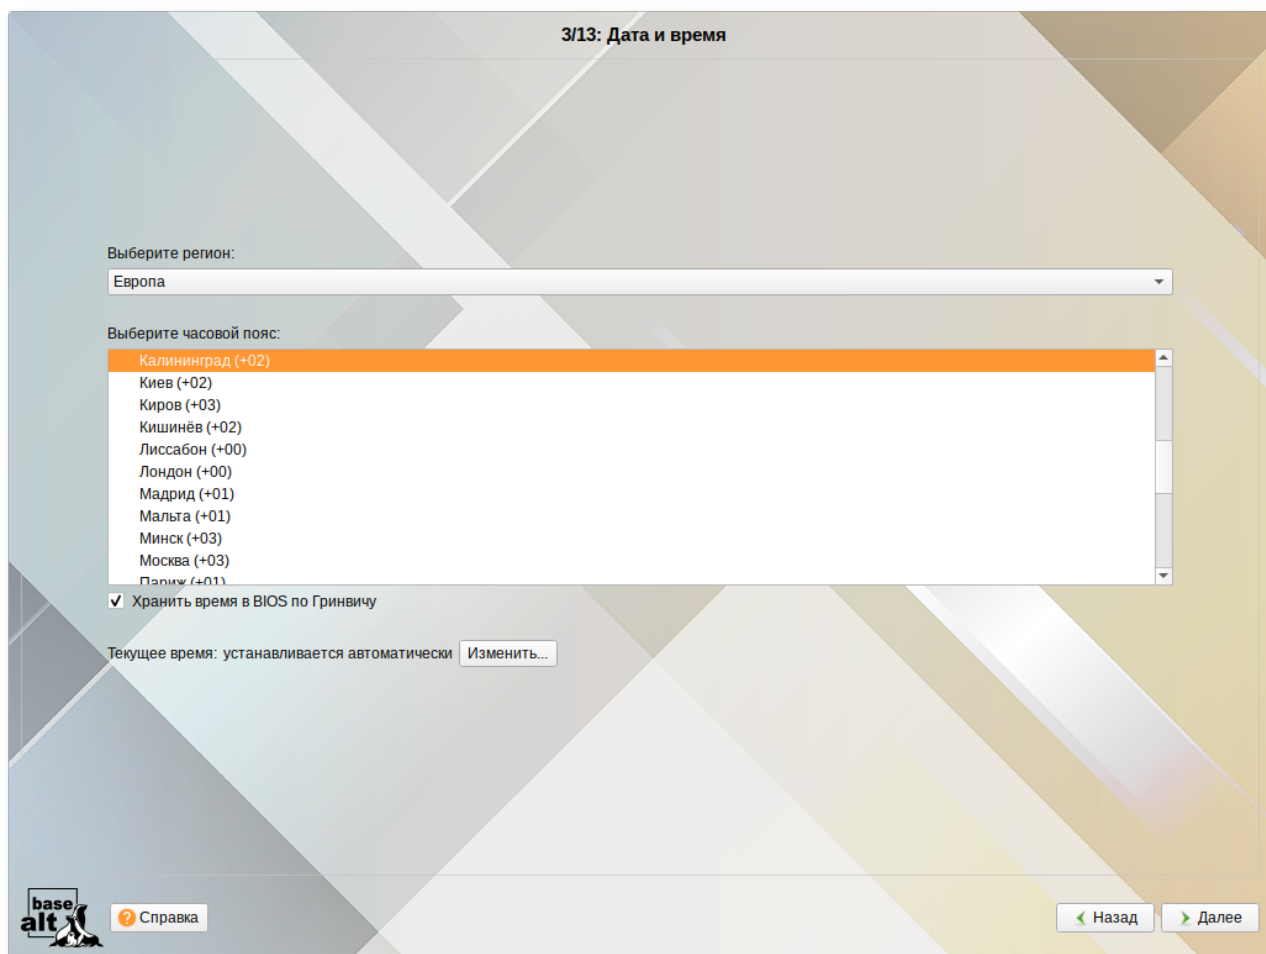 3/13: Дата и время
Выберите регион:
Европа
Выберите часовой пояс:
Калининград (+02)
Киев (+02)
Киров (+03)
Кишинёв (+02)
Лиссабон (+00)
Лондон (+00)
Мадрид (+01)
Мальта (+01)
Минск (+03)
Москва (+03)
Париж (+01)
Хранить время в BIOS по Гринвичу
Текущее время: устанавливается автоматически Изменить...
base
alt
? Справка
Назад
Далее